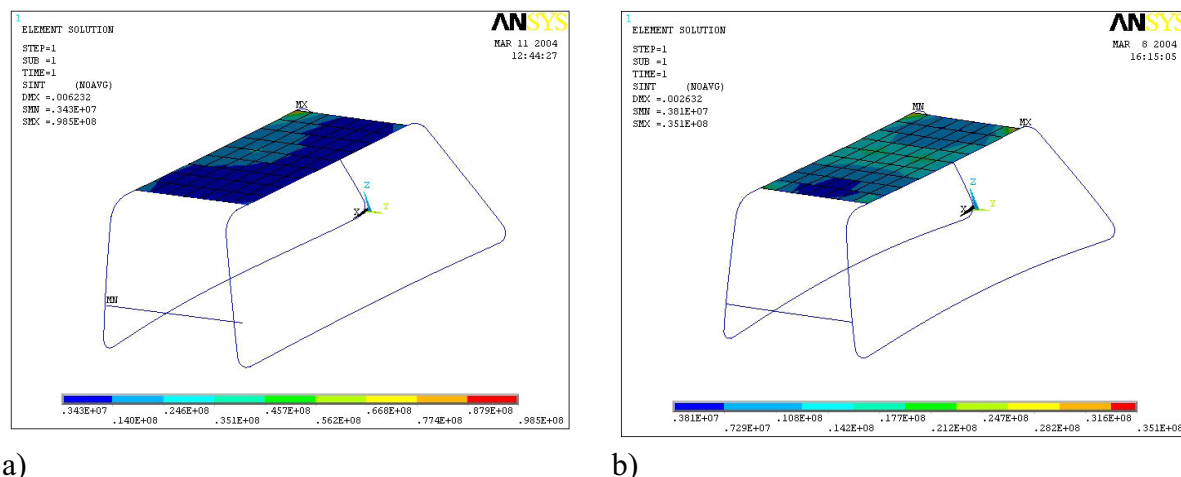 1
ANSYS
ELEMENT SOLUTION
MAR 11 2004
12:44:27
STEP=1
SUB =1
TIME=1
SINT (NOAVG)
DMX =.006232
SMN =.343E+07
SMX =.985E+08
MX
Z
X Y
MN
.343E+07 .246E+08 .457E+08 .668E+08 .879E+08
.140E+08 .351E+08 .562E+08 .774E+08 .985E+08
a)
1
ANSYS
ELEMENT SOLUTION
MAR 8 2004
16:15:05
STEP=1
SUB =1
TIME=1
SINT (NOAVG)
DMX =.002632
SMN =.381E+07
SMX =.351E+08
MN
MX
Z
X Y
.381E+07 .108E+08 .177E+08 .247E+08 .316E+08
.729E+07 .142E+08 .212E+08 .282E+08 .351E+08
b)